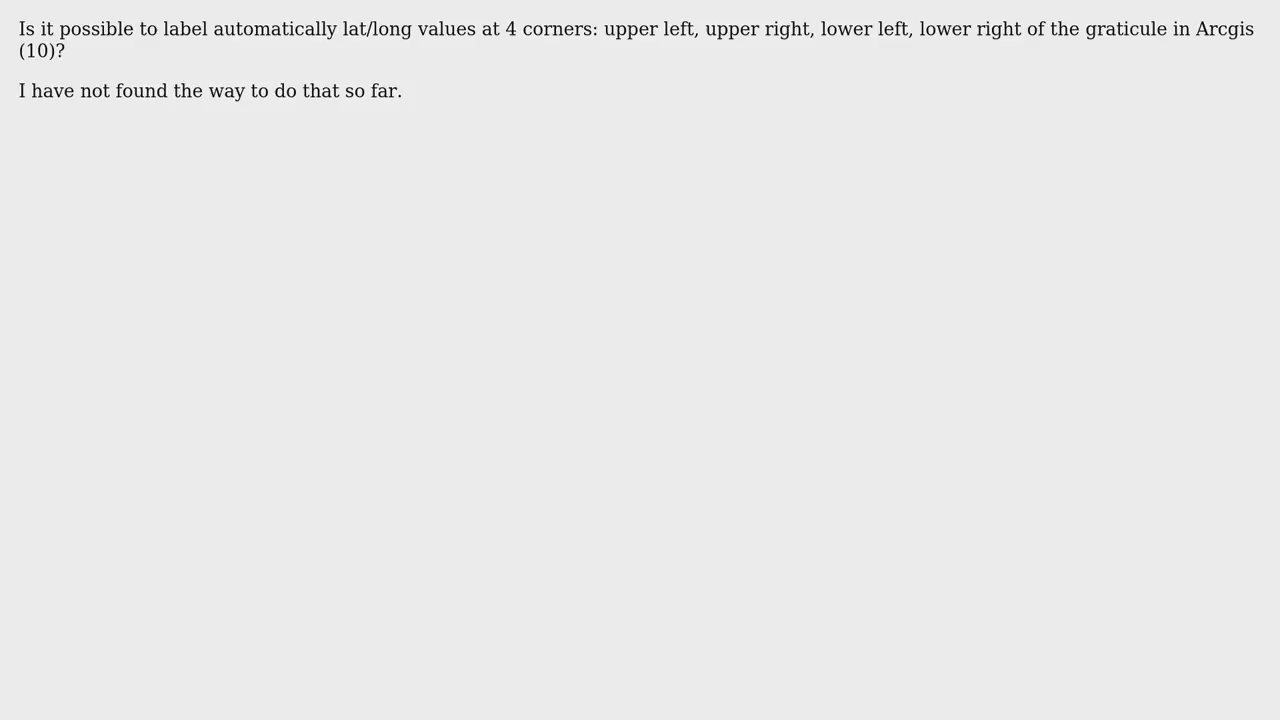 Is it possible to label automatically lat/long values at 4 corners: upper left, upper right, lower left, lower right of the graticule in Arcgis
(10)?
I have not found the way to do that so far.